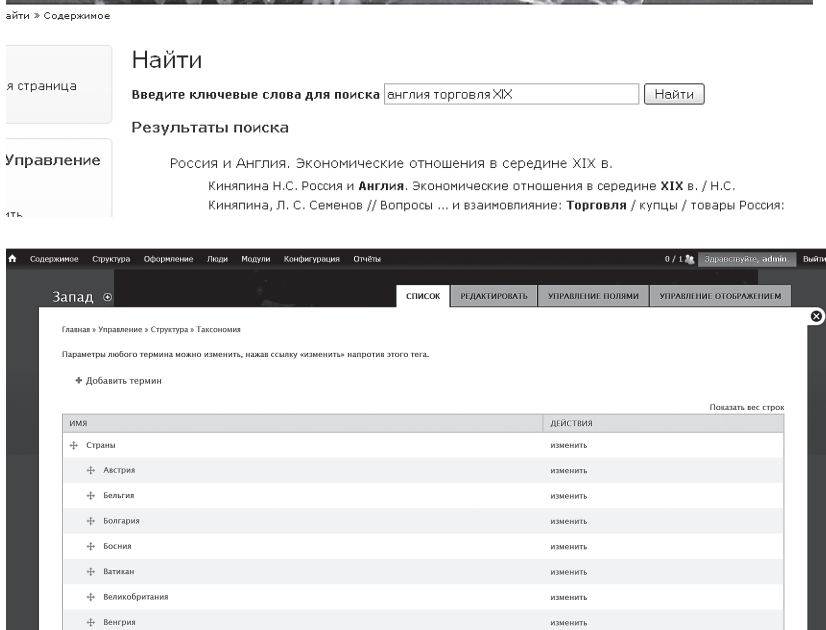 айти » Содержимое
Найти
я страница
Введите ключевые слова для поиска англия торговля XIX Найти
Результаты поиска
Управление
Россия и Англия. Экономические отношения в середине XIX в.
Киняпина Н.С. Россия и Англия. Экономические отношения в середине XIX в. / Н.С.
Киняпина, Л. С. Семенов // Вопросы ... и взаимовлияние: Торговля / купцы / товары Россия:
ить
Содержимое Структура Оформление Люди Модули Конфигурация Отчёты 0 / 1 Здравствуйте, admin. Выйти
Запад СПИСОК РЕДАКТИРОВАТЬ УПРАВЛЕНИЕ ПОЛЯМИ УПРАВЛЕНИЕ ОТОБРАЖЕНИЕМ
Главная » Управление » Структура » Таксономия
Параметры любого термина можно изменить, нажав ссылку «изменить» напротив этого тега.
Добавить термин
Показать вес строк
ИМЯ ДЕЙСТВИЯ
Страны изменить
Австрия изменить
Бельгия изменить
Болгария изменить
Босния изменить
Ватикан изменить
Великобритания изменить
Венгрия изменить